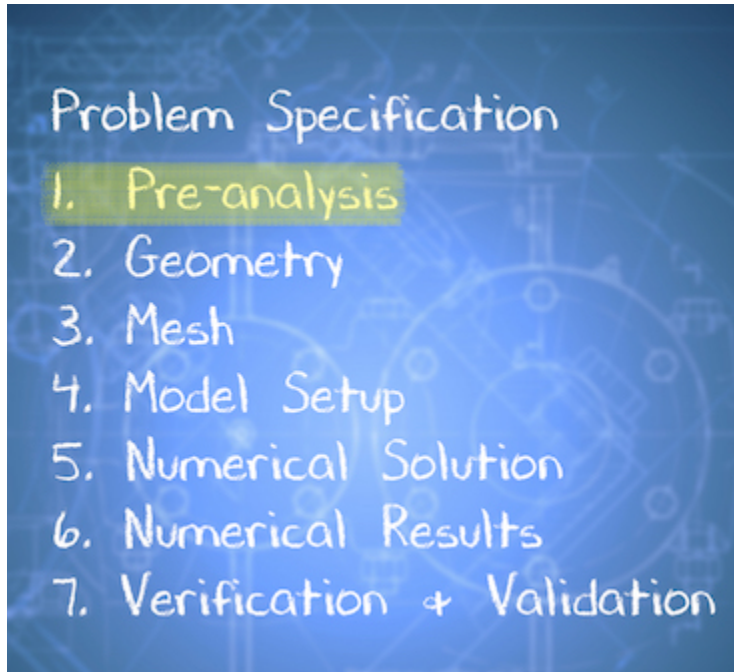 Problem Specification
1. Pre-analysis
2. Geometry
3. Mesh
4. Model Setup
5. Numerical Solution
6. Numerical Results
7. Verification & Validation